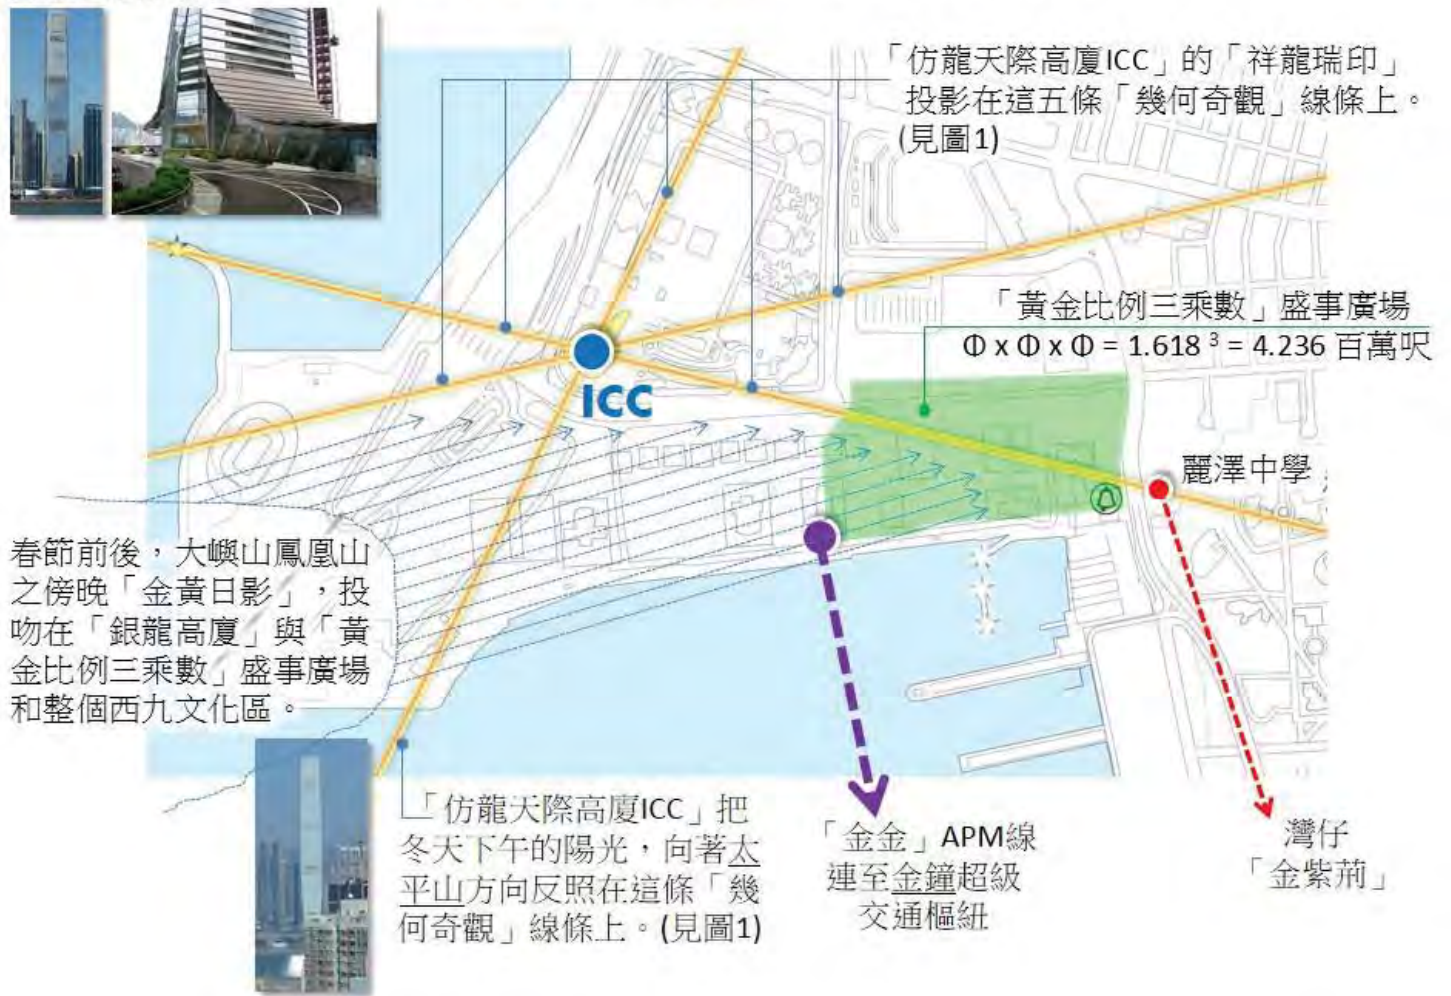 「仿龍天際高廈ICC」的「祥龍瑞印」
投影在這五條「幾何奇觀」線條上。
(見圖1)
「黃金比例三乘數」盛事廣場
Φ x Φ x Φ = 1.618 ³ = 4.236 百萬呎
ICC
麗澤中學
春節前後，大嶼山鳳凰山
之傍晚「金黃日影」，投
吻在「銀龍高廈」與「黃
金比例三乘數」盛事廣場
和整個西九文化區。
「仿龍天際高廈ICC」把
冬天下午的陽光，向著太
平山方向反照在這條「幾
何奇觀」線條上。(見圖1)
「金金」APM線
連至金鐘超級
交通樞紐
灣仔
「金紫荊」